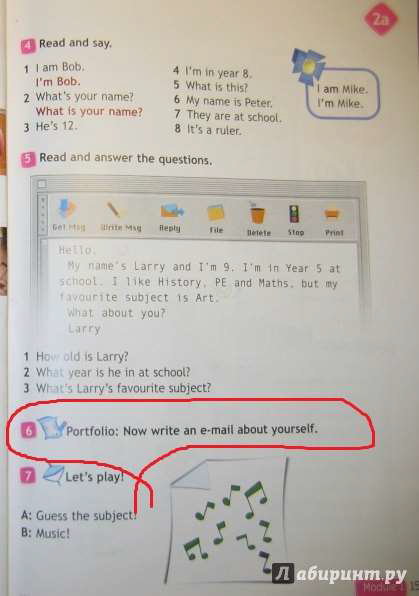 2a
4 Read and say.
1 I am Bob.
I'm Bob.
2 What's your name?
What is your name?
3 He's 12.
4 I'm in year 8.
5 What is this?
6 My name is Peter.
7 They are at school.
8 It's a ruler.
I am Mike.
I'm Mike.
5 Read and answer the questions.
Get Msg Write Msg Reply File Delete Stop Print
Hello,
My name's Larry and I'm 9. I'm in Year 5 at
school. I like History, PE and Maths, but my
favourite subject is Art.
What about you?
Larry
1 How old is Larry?
2 What year is he in at school?
3 What's Larry's favourite subject?
6 Portfolio: Now write an e-mail about yourself.
7 Let's play!
A: Guess the subject!
B: Music!
Module 1 15
Лабиринт.ру